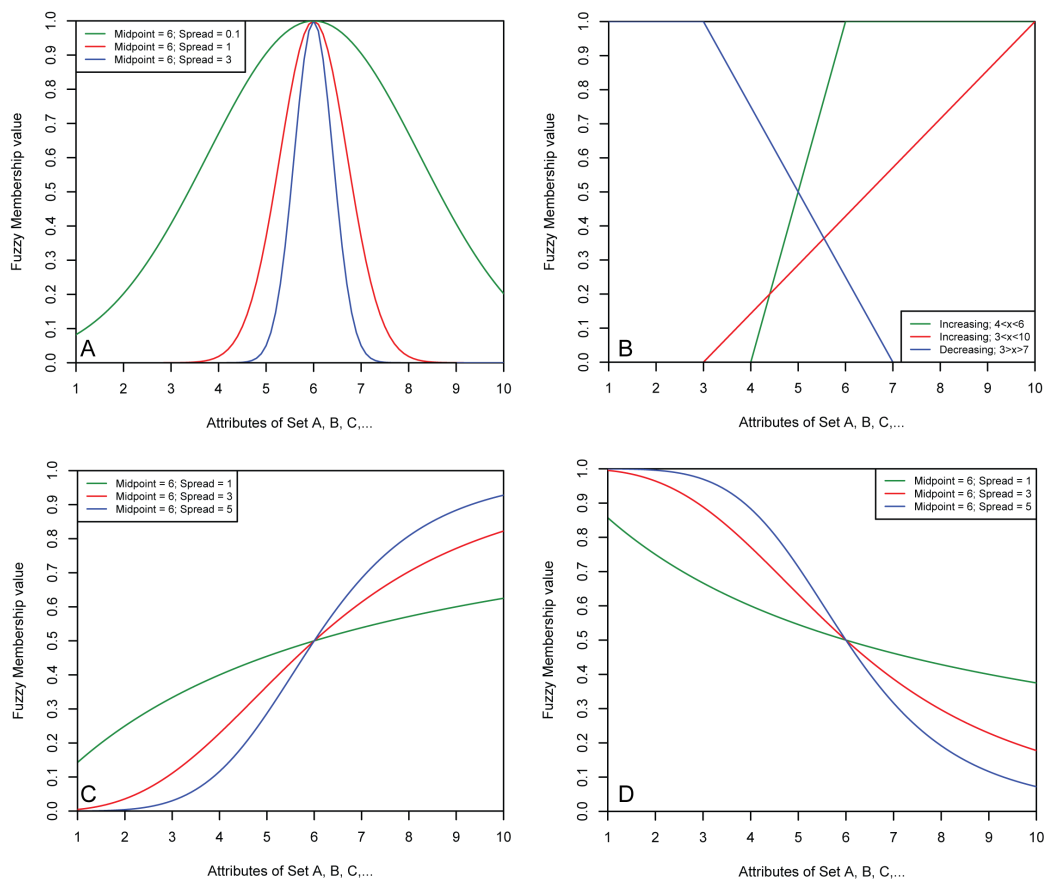 Midpoint = 6; Spread = 0.1
Midpoint = 6; Spread = 1
Midpoint = 6; Spread = 3
Fuzzy Membership value
0.0 0.1 0.2 0.3 0.4 0.5 0.6 0.7 0.8 0.9 1.0
A
1 2 3 4 5 6 7 8 9 10
Attributes of Set A, B, C,...
Fuzzy Membership value
0.0 0.1 0.2 0.3 0.4 0.5 0.6 0.7 0.8 0.9 1.0
Increasing; 4<x<6
Increasing; 3<x<10
Decreasing; 3>x>7
B
1 2 3 4 5 6 7 8 9 10
Attributes of Set A, B, C,...
Midpoint = 6; Spread = 1
Midpoint = 6; Spread = 3
Midpoint = 6; Spread = 5
Fuzzy Membership value
0.0 0.1 0.2 0.3 0.4 0.5 0.6 0.7 0.8 0.9 1.0
C
1 2 3 4 5 6 7 8 9 10
Attributes of Set A, B, C,...
Midpoint = 6; Spread = 1
Midpoint = 6; Spread = 3
Midpoint = 6; Spread = 5
Fuzzy Membership value
0.0 0.1 0.2 0.3 0.4 0.5 0.6 0.7 0.8 0.9 1.0
D
1 2 3 4 5 6 7 8 9 10
Attributes of Set A, B, C,...